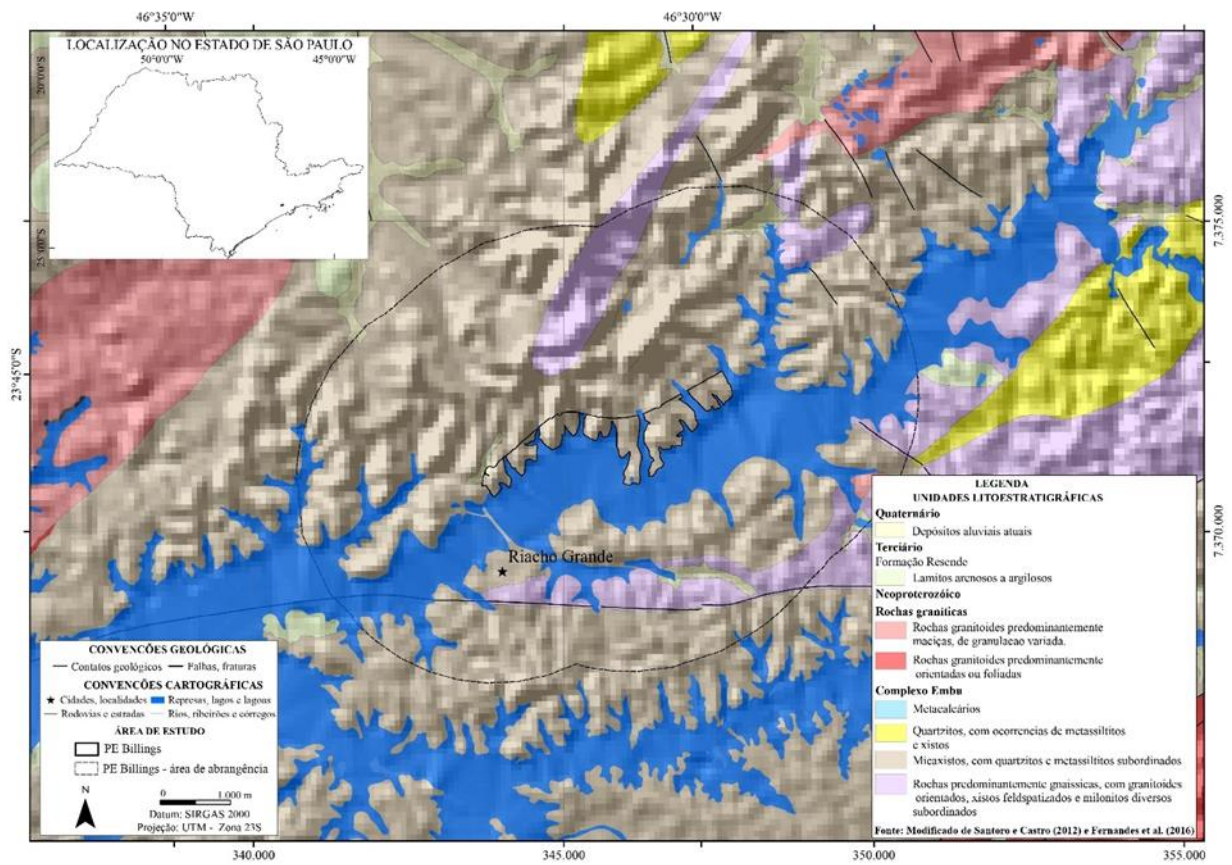 46°35'0"W
46°30'0"W
LOCALIZAÇÃO NO ESTADO DE SÃO PAULO
50°0'0"W
45°0'0"W
20°0'0"S
25°0'0"S
7.375.000
23°45'0"S
7.370.000
Riacho Grande
LEGENDA
UNIDADES LITOESTRATIGRÁFICAS
Quaternário
Depósitos aluviais atuais
Terciário
Formação Resende
Lamitos arenosos a argilosos
Neoproterozóico
Rochas graníticas
Rochas granitoides predominantemente
maciças, de granulacao variada.
Rochas granitoides predominantemente
orientadas ou foliadas
Complexo Embu
Metacalcários
Quartzitos, com ocorrencias de metassiltitos
e xistos
Micaxistos, com quartzitos e metassiltitos subordinados
Rochas predominantemente gnaissicas, com granitoides
orientados, xistos feldspatizados e milonitos diversos
subordinados
Fonte: Modificado de Santoro e Castro (2012) e Fernandes et al. (2016)
CONVENCÕES GEOLÓGICAS
Contatos geológicos
Falhas, fraturas
CONVENCÕES CARTOGRÁFICAS
Cidades, localidades
Represas, lagos e lagoas
Rodovias e estradas
Rios, ribeirões e córregos
ÁREA DE ESTUDO
PE Billings
PE Billings - área de abrangência
N
0 1.000 m
Datum: SIRGAS 2000
Projeção: UTM - Zona 23S
340.000
345.000
350.000
355.000